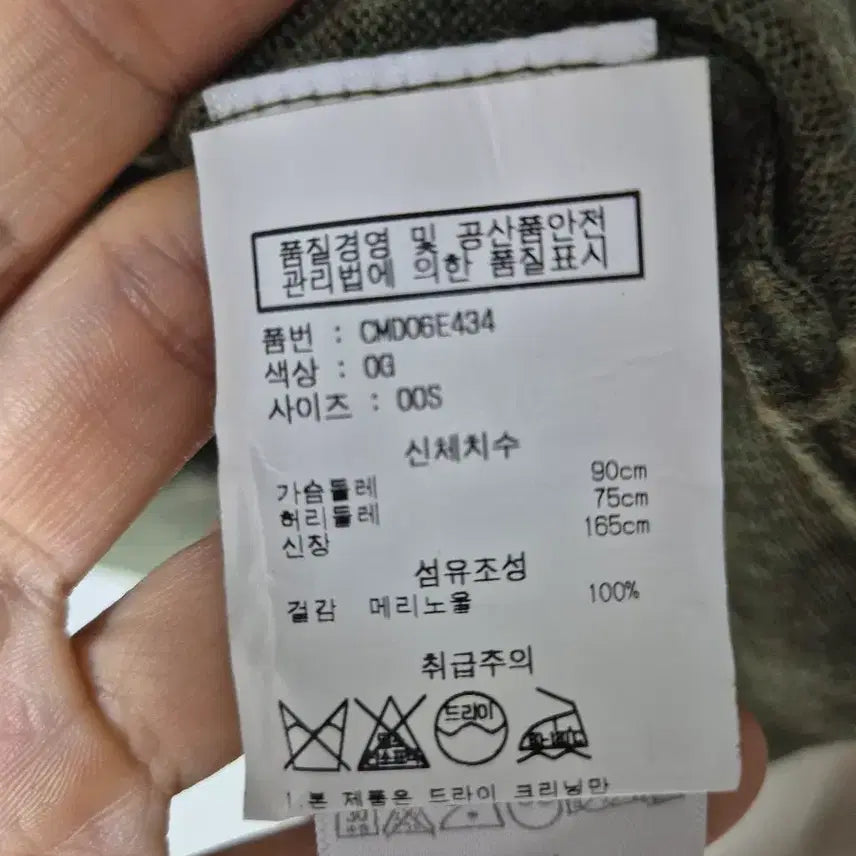 품질경영 및 공산품안전
관리법에 의한 품질표시
품번 : CMD06E434
색상 : OG
사이즈 : 00S
신체치수
가슴둘레 90cm
허리둘레 75cm
신장 165cm
섬유조성
겉감 메리노울 100%
취급주의
드라이
1.본 제품은 드라이 크리닝만